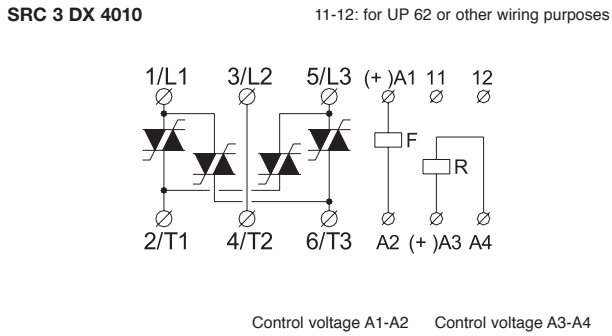 SRC 3 DX 4010
11-12: for UP 62 or other wiring purposes
1/L1 3/L2 5/L3 (+ )A1 11 12
F
R
2/T1 4/T2 6/T3 A2 (+ )A3 A4
Control voltage A1-A2 Control voltage A3-A4